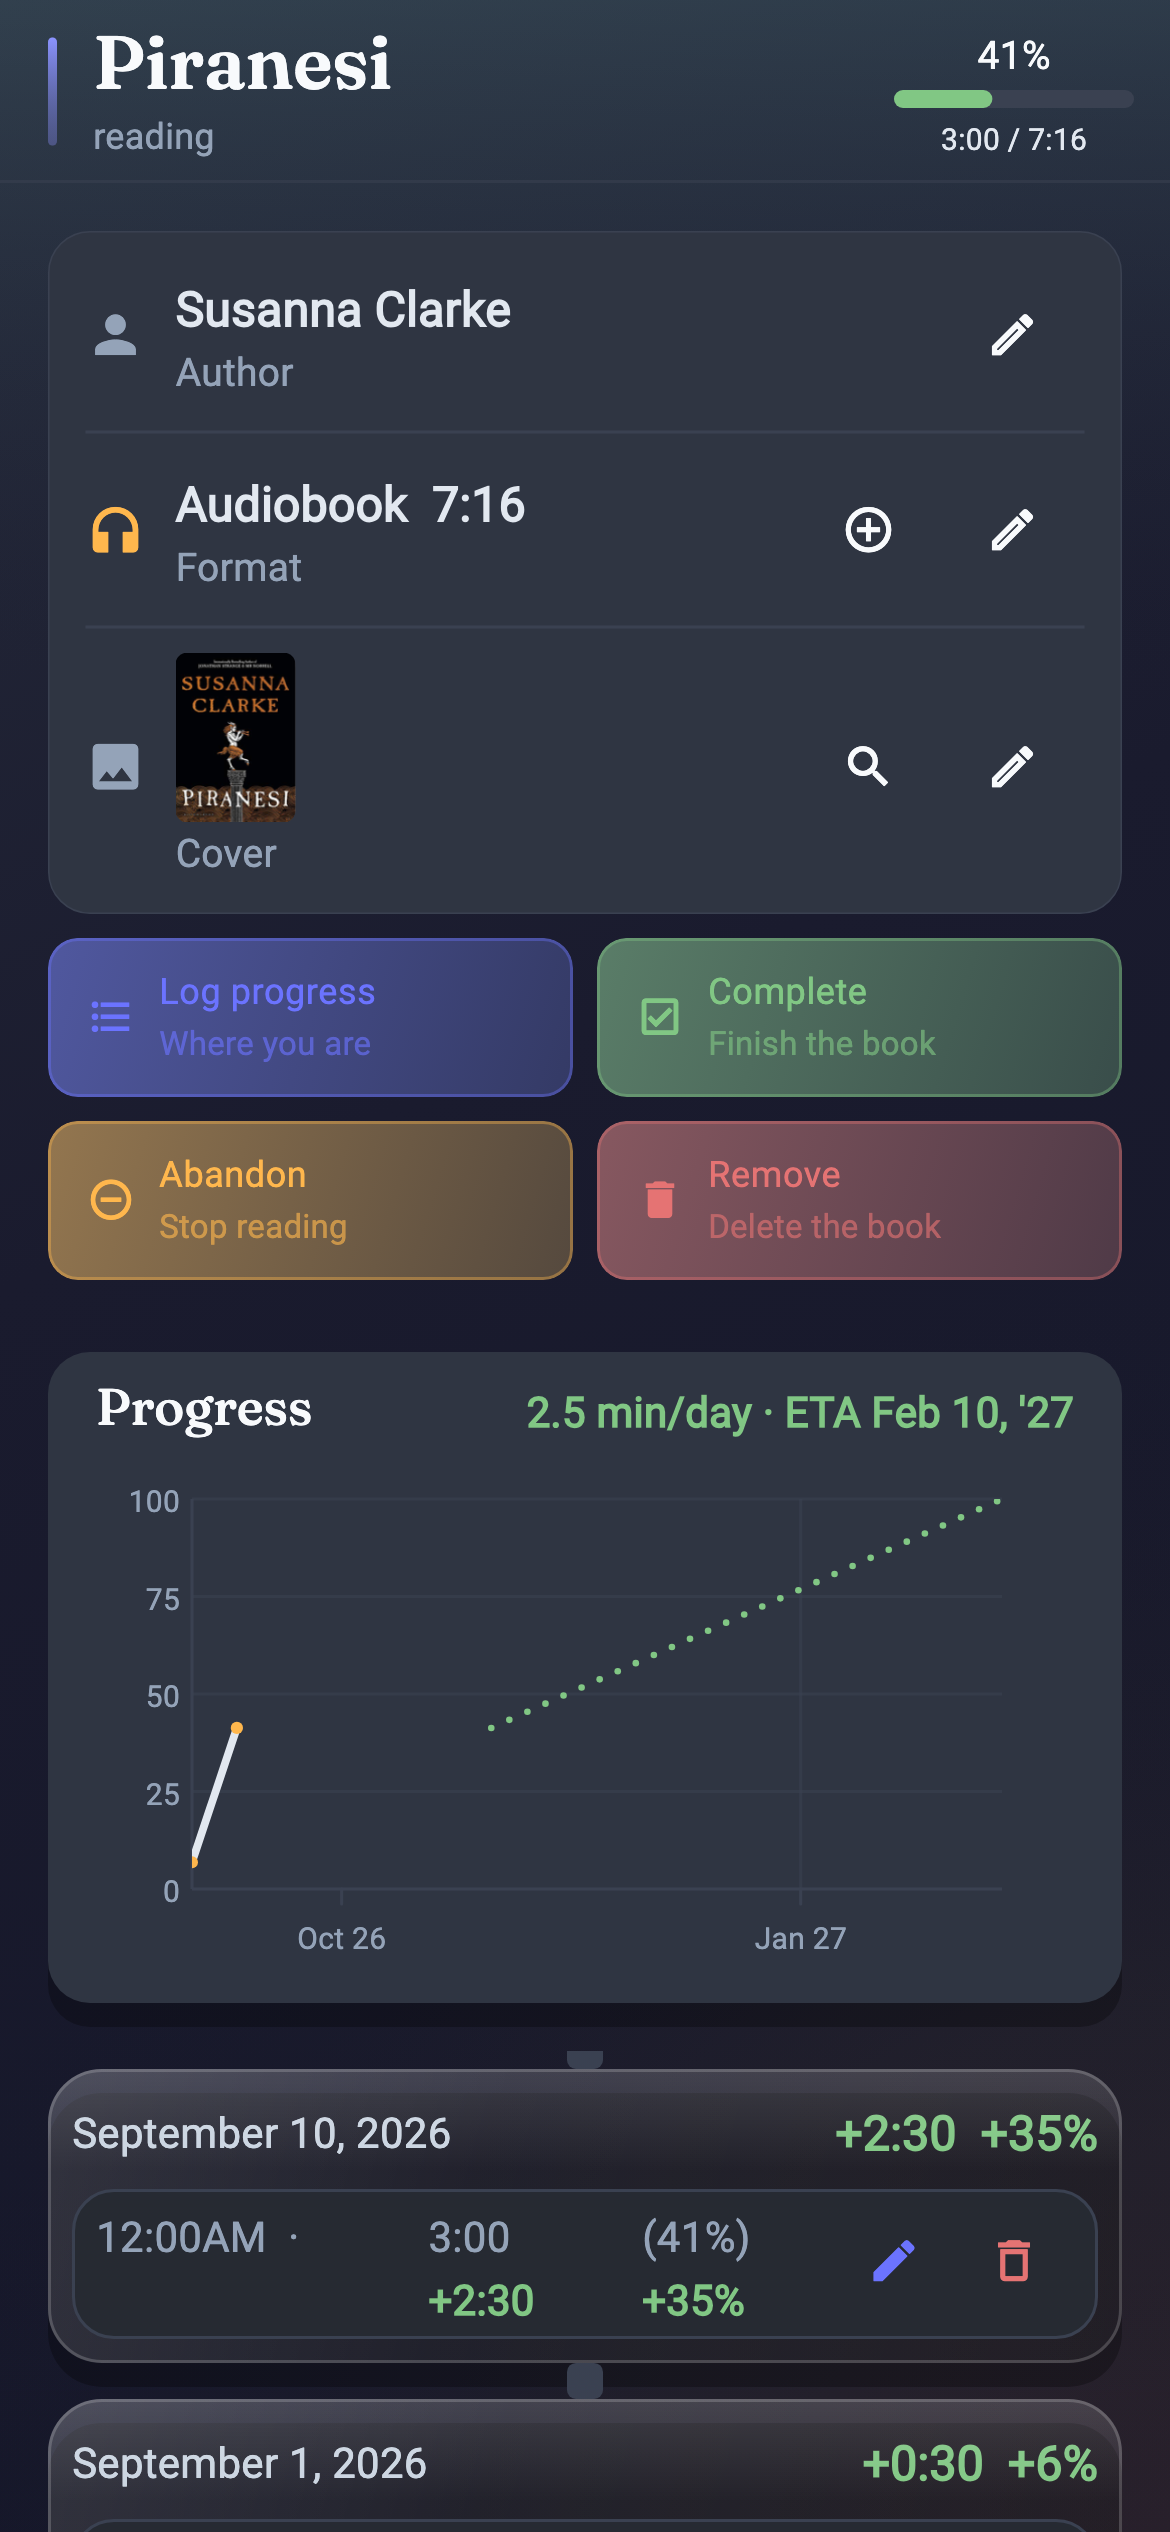 Piranesi
reading
41%
3:00 / 7:16
Susanna Clarke
Author
Audiobook 7:16
Format
SUSANNA
CLARKE
PIRANESI
Cover
Log progress
Where you are
Complete
Finish the book
Abandon
Stop reading
Remove
Delete the book
Progress
2.5 min/day · ETA Feb 10, '27
100
75
50
25
0
Oct 26
Jan 27
September 10, 2026
+2:30 +35%
12:00AM ·
3:00
(41%)
+2:30
+35%
September 1, 2026
+0:30 +6%